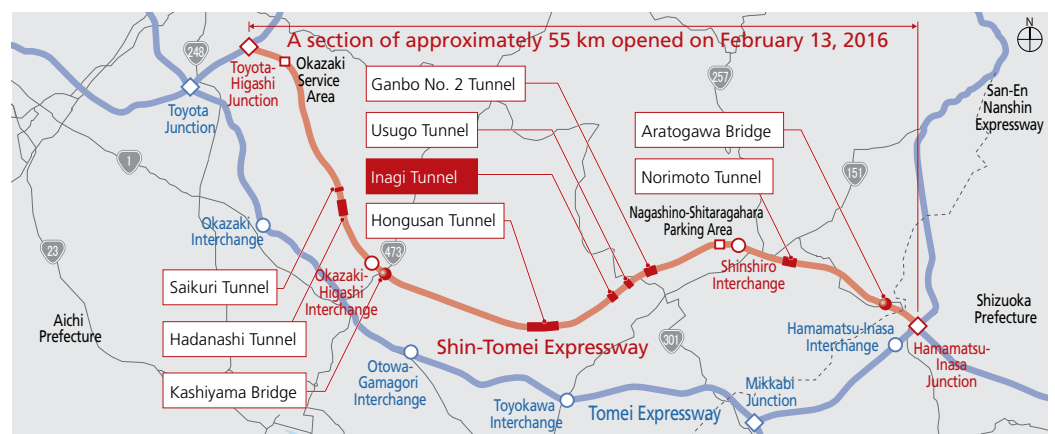 A section of approximately 55 km opened on February 13, 2016
N
248
Toyota-
Higashi
Junction
Okazaki
Service
Area
Toyota
Junction
257
San-En
Nanshin
Expressway
Ganbo No. 2 Tunnel
Usugo Tunnel
Inagi Tunnel
Hongusan Tunnel
Aratogawa Bridge
Norimoto Tunnel
1
151
Nagashino-Shitaragahara
Parking Area
Okazaki
Interchange
23
473
Okazaki-
Higashi
Interchange
Shinshiro
Interchange
Saikuri Tunnel
Hadanashi Tunnel
Kashiyama Bridge
Aichi
Prefecture
Shizuoka
Prefecture
Shin-Tomei Expressway
301
Hamamatsu-Inasa
Interchange
Hamamatsu-
Inasa
Junction
Otowa-
Gamagori
Interchange
Toyokawa
Interchange
Tomei Expressway
Mikkabi
Junction